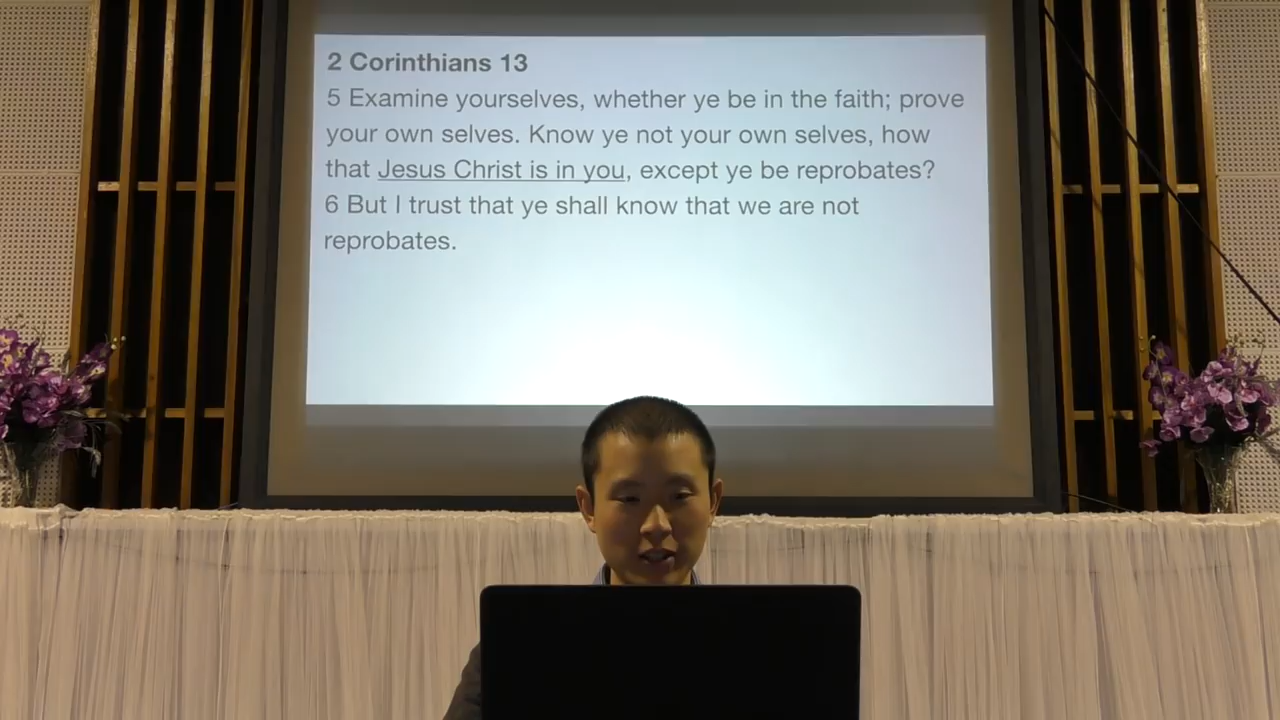 2 Corinthians 13
5 Examine yourselves, whether ye be in the faith; prove
your own selves. Know ye not your own selves, how
that Jesus Christ is in you, except ye be reprobates?
6 But I trust that ye shall know that we are not
reprobates.